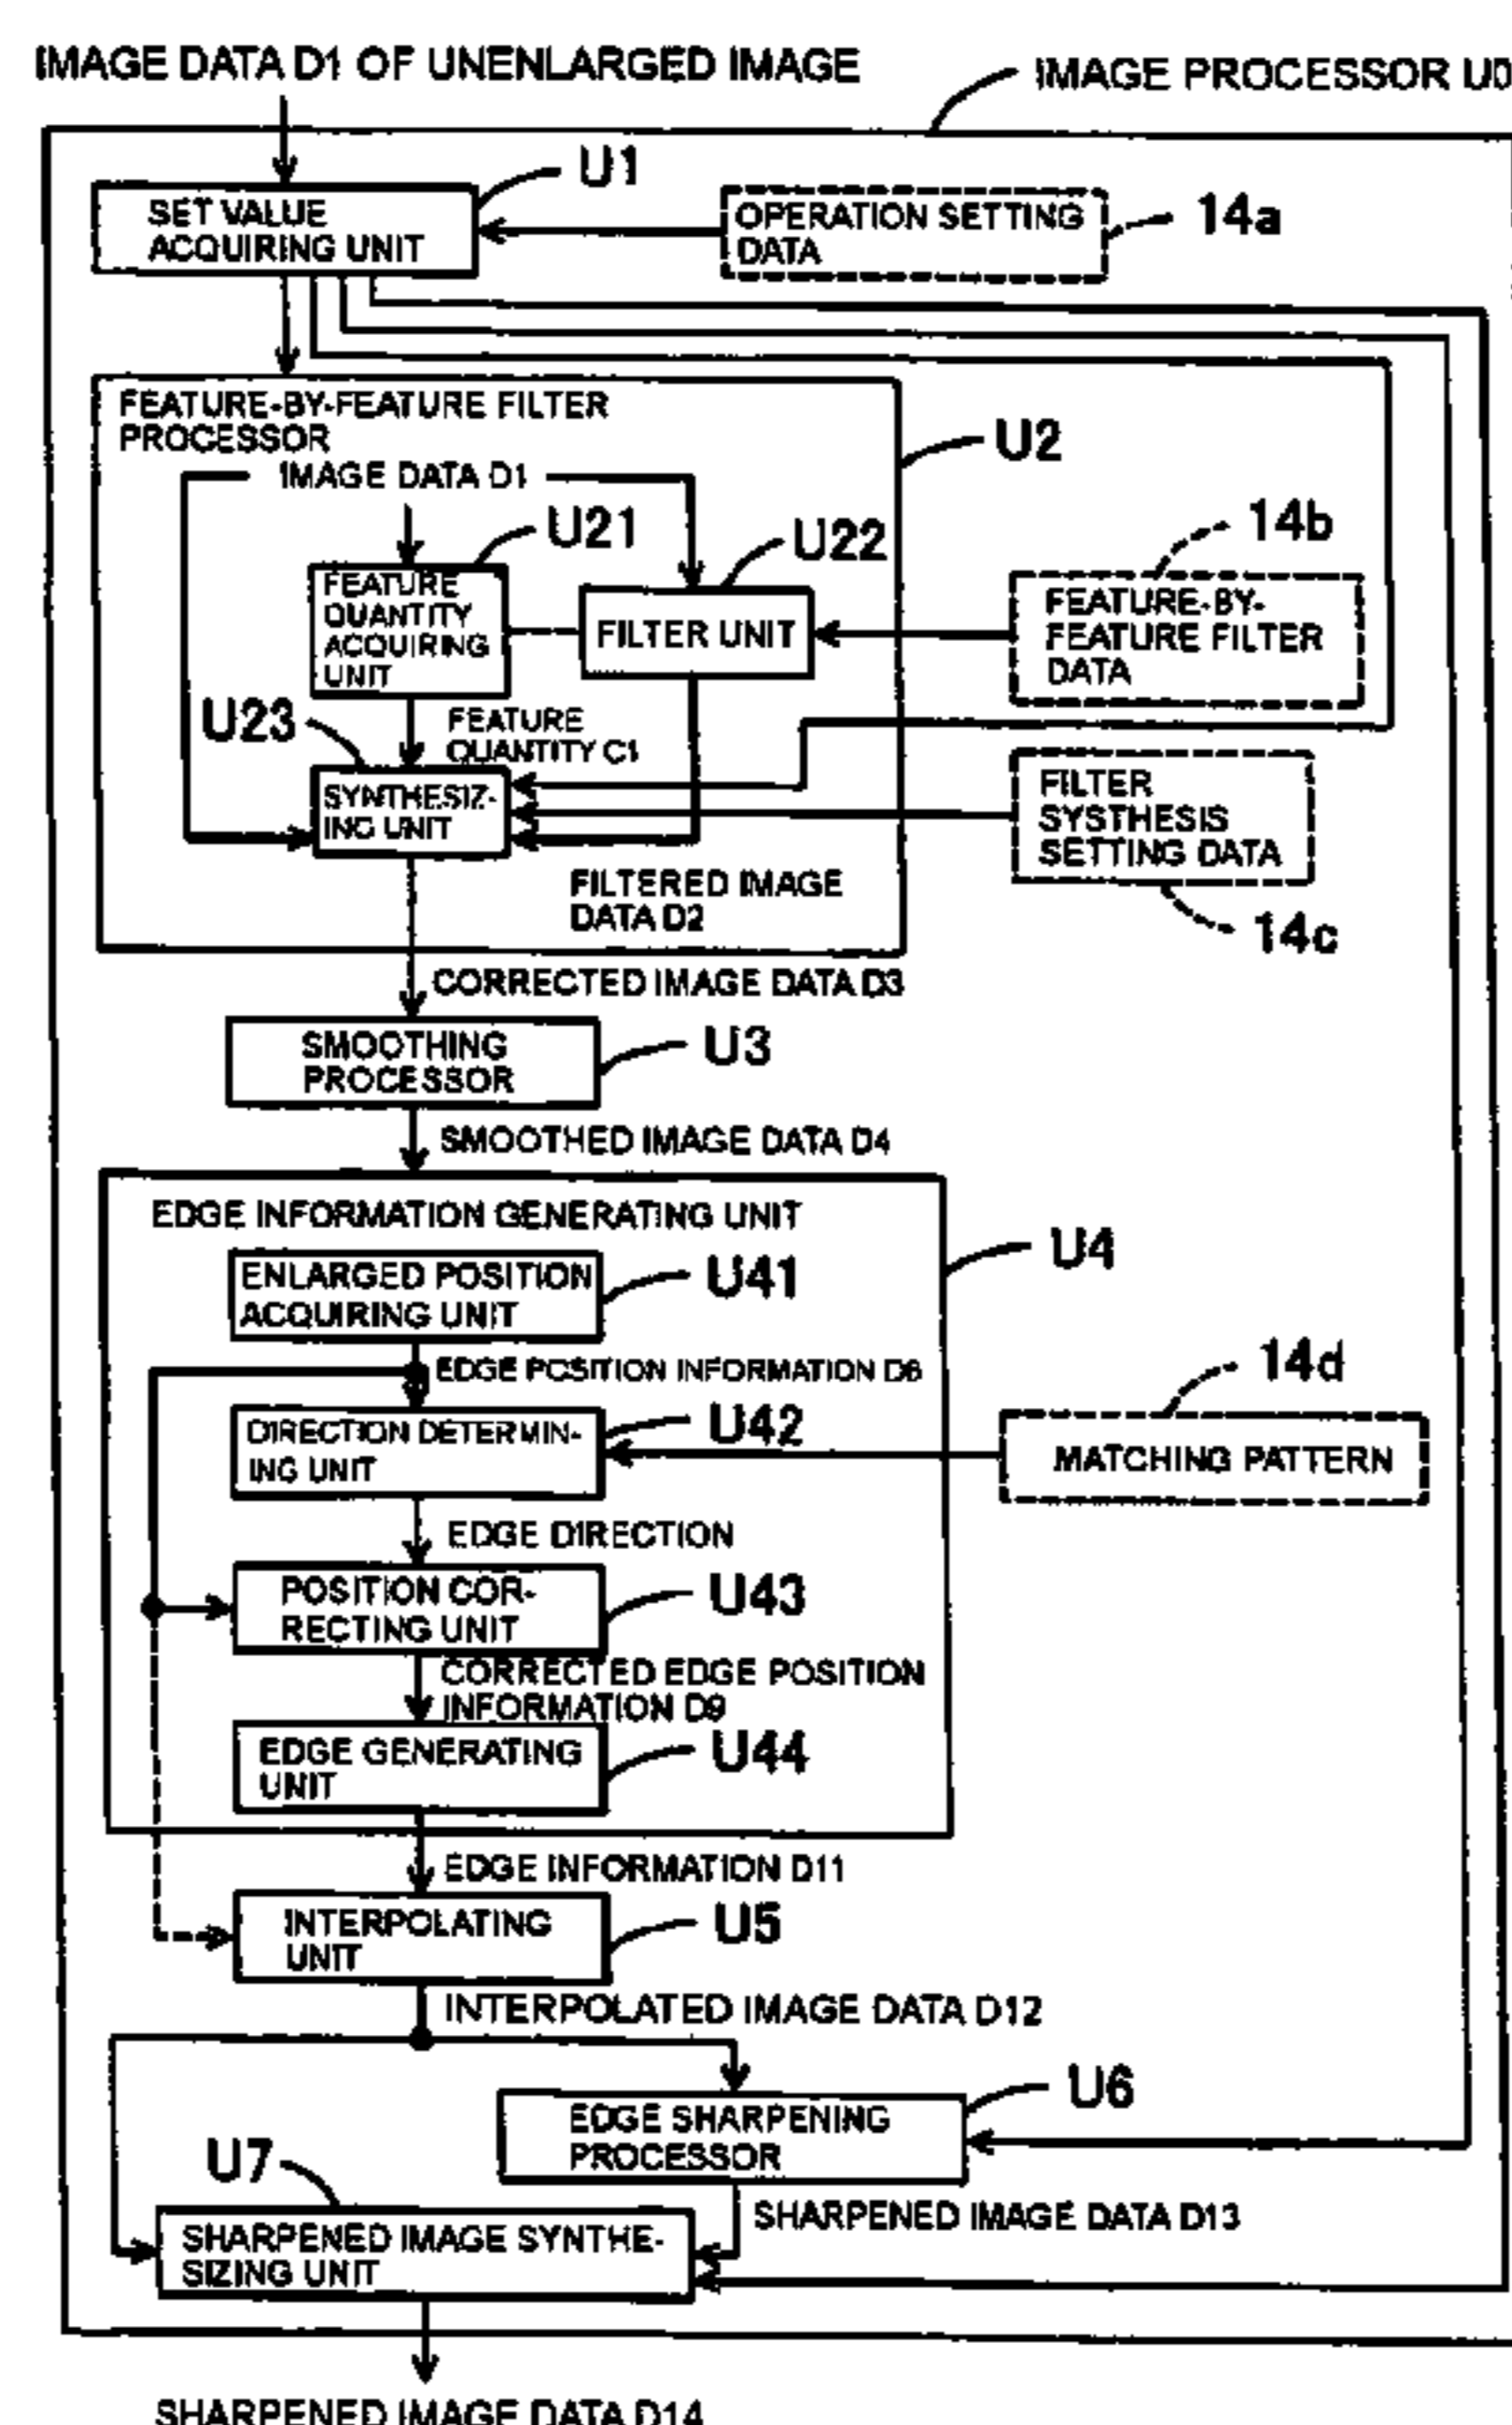 IMAGE DATA D1 OF UNENLARGED IMAGE
IMAGE PROCESSOR U0
U1
SET VALUE
ACQUIRING UNIT
OPERATION SETTING
DATA
14a
FEATURE-BY-FEATURE FILTER
PROCESSOR
U2
IMAGE DATA D1
U21
U22
14b
FEATURE
QUANTITY
ACQUIRING
UNIT
FILTER UNIT
FEATURE-BY-
FEATURE FILTER
DATA
U23
FEATURE
QUANTITY C1
SYNTHESIZ-
ING UNIT
FILTER
SYSTHESIS
SETTING DATA
14c
FILTERED IMAGE
DATA D2
CORRECTED IMAGE DATA D3
SMOOTHING
PROCESSOR
U3
SMOOTHED IMAGE DATA D4
EDGE INFORMATION GENERATING UNIT
U4
ENLARGED POSITION
ACQUIRING UNIT
U41
EDGE POSITION INFORMATION D6
14d
DIRECTION DETERMIN-
ING UNIT
U42
MATCHING PATTERN
EDGE DIRECTION
POSITION COR-
RECTING UNIT
U43
CORRECTED EDGE POSITION
INFORMATION D9
EDGE GENERATING
UNIT
U44
EDGE INFORMATION D11
INTERPOLATING
UNIT
U5
INTERPOLATED IMAGE DATA D12
U6
EDGE SHARPENING
PROCESSOR
U7
SHARPENED IMAGE DATA D13
SHARPENED IMAGE SYNTHE-
SIZING UNIT
SHARPENED IMAGE DATA D14